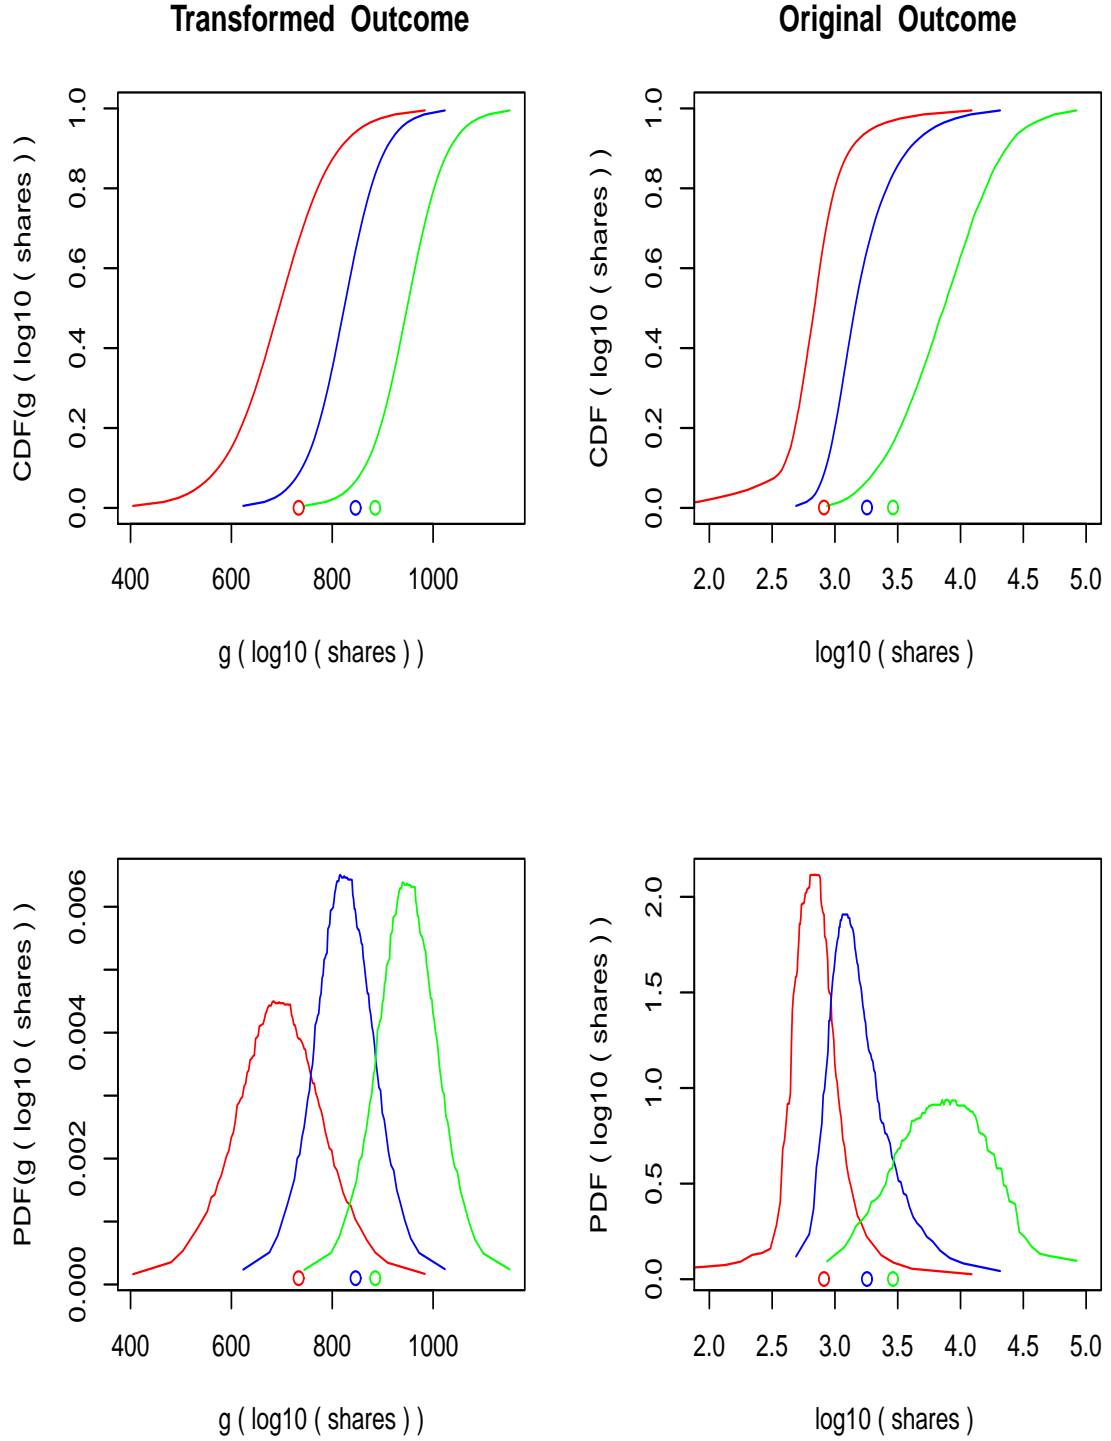 Transformed Outcome
Original Outcome
CDF(g ( log10 ( shares ) )
1.0
0.8
0.6
0.4
0.2
0.0
400 600 800 1000
g ( log10 ( shares ) )
CDF ( log10 ( shares ) )
1.0
0.8
0.6
0.4
0.2
0.0
2.0 2.5 3.0 3.5 4.0 4.5 5.0
log10 ( shares )
PDF(g ( log10 ( shares ) )
0.006
0.004
0.002
0.000
400 600 800 1000
g ( log10 ( shares ) )
PDF ( log10 ( shares ) )
2.0
1.5
1.0
0.5
0.0
2.0 2.5 3.0 3.5 4.0 4.5 5.0
log10 ( shares )